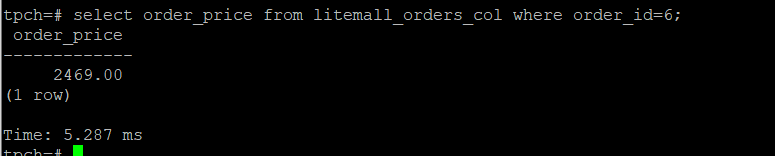 tpch=# select order_price from litemall_orders_col where order_id=6;
 order_price
-------------
     2469.00
(1 row)

Time: 5.287 ms
tpch=#